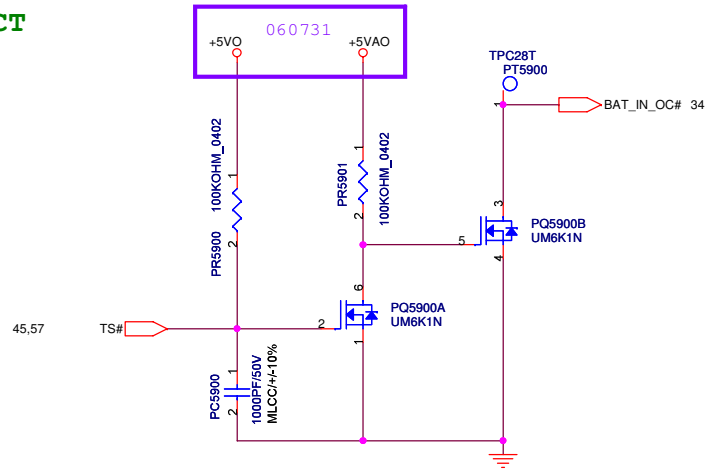 CT
060731
+5VO
+5VAO
TPC28T
PT5900
1
BAT_IN_OC# 34
100KOHM_0402
PR5900
1
2
PR5901
100KOHM_0402
1
2
3
5
4
PQ5900B
UM6K1N
6
2
1
PQ5900A
UM6K1N
45,57
TS#
PC5900
1
2
1000PF/50V
MLCC/+/-10%